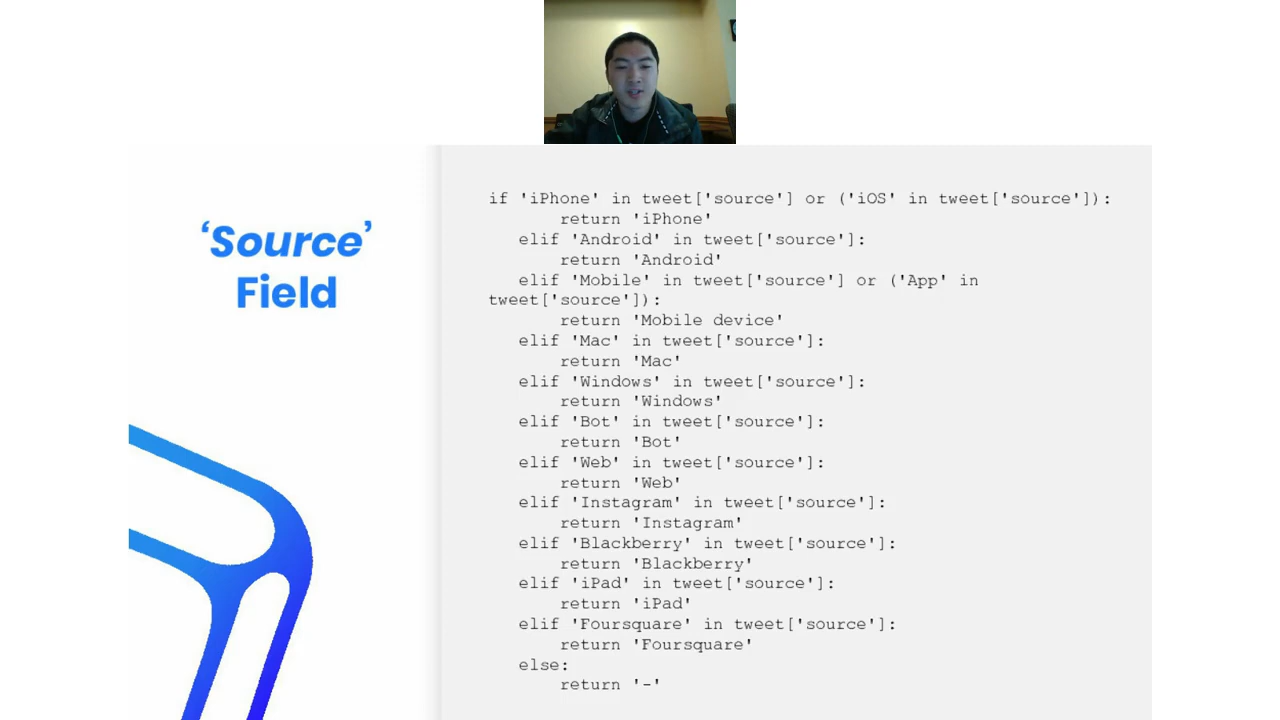 ‘Source’
Field
if 'iPhone' in tweet['source'] or ('iOS' in tweet['source']):
return 'iPhone'
elif 'Android' in tweet['source']:
return 'Android'
elif 'Mobile' in tweet['source'] or ('App' in
tweet['source']):
return 'Mobile device'
elif 'Mac' in tweet['source']:
return 'Mac'
elif 'Windows' in tweet['source']:
return 'Windows'
elif 'Bot' in tweet['source']:
return 'Bot'
elif 'Web' in tweet['source']:
return 'Web'
elif 'Instagram' in tweet['source']:
return 'Instagram'
elif 'Blackberry' in tweet['source']:
return 'Blackberry'
elif 'iPad' in tweet['source']:
return 'iPad'
elif 'Foursquare' in tweet['source']:
return 'Foursquare'
else:
return '-'